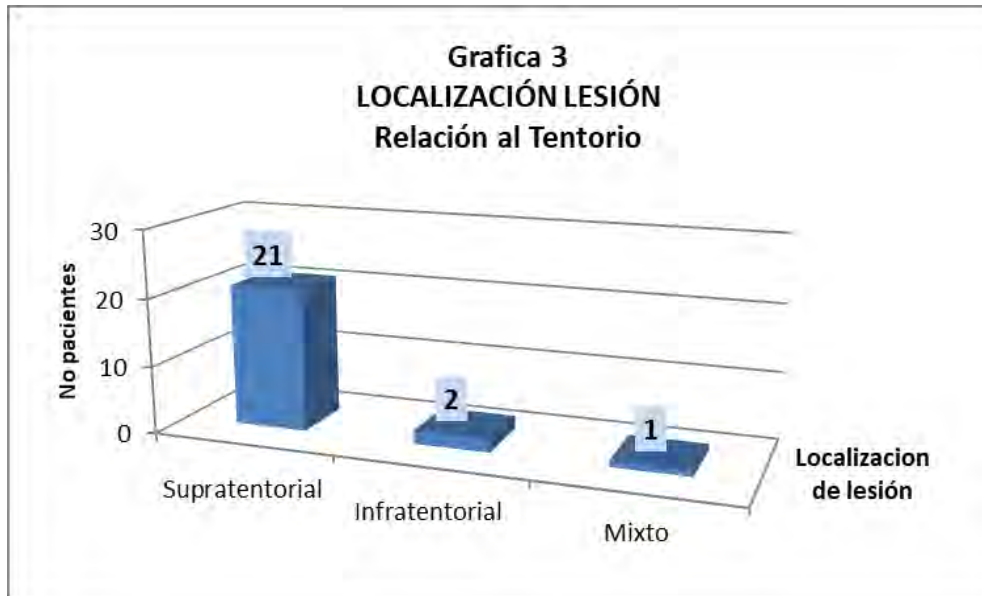 Grafica 3
LOCALIZACIÓN LESIÓN
Relación al Tentorio
No pacientes
30
20
10
0
21
2
1
Supratentorial
Infratentorial
Mixto
Localizacion
de lesión